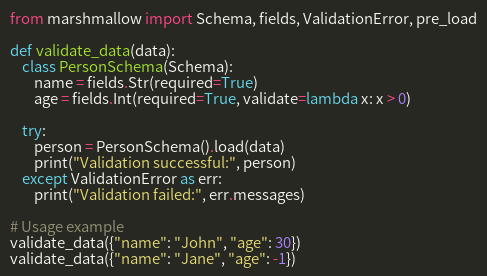 from marshmallow import Schema, fields, ValidationError, pre_load

def validate_data(data):
    class PersonSchema(Schema):
        name = fields.Str(required=True)
        age = fields.Int(required=True, validate=lambda x: x > 0)

    try:
        person = PersonSchema().load(data)
        print("Validation successful:", person)
    except ValidationError as err:
        print("Validation failed:", err.messages)

# Usage example
validate_data({"name": "John", "age": 30})
validate_data({"name": "Jane", "age": -1})